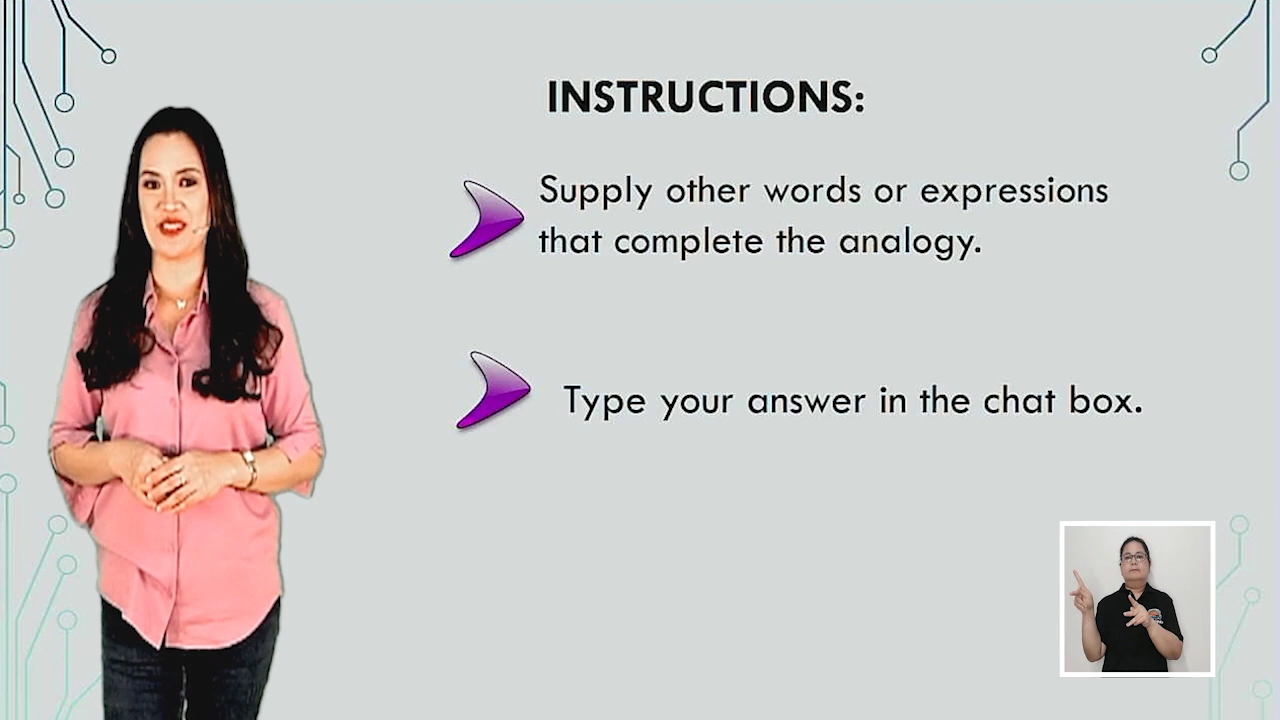 INSTRUCTIONS:
Supply other words or expressions
that complete the analogy.
Type your answer in the chat box.